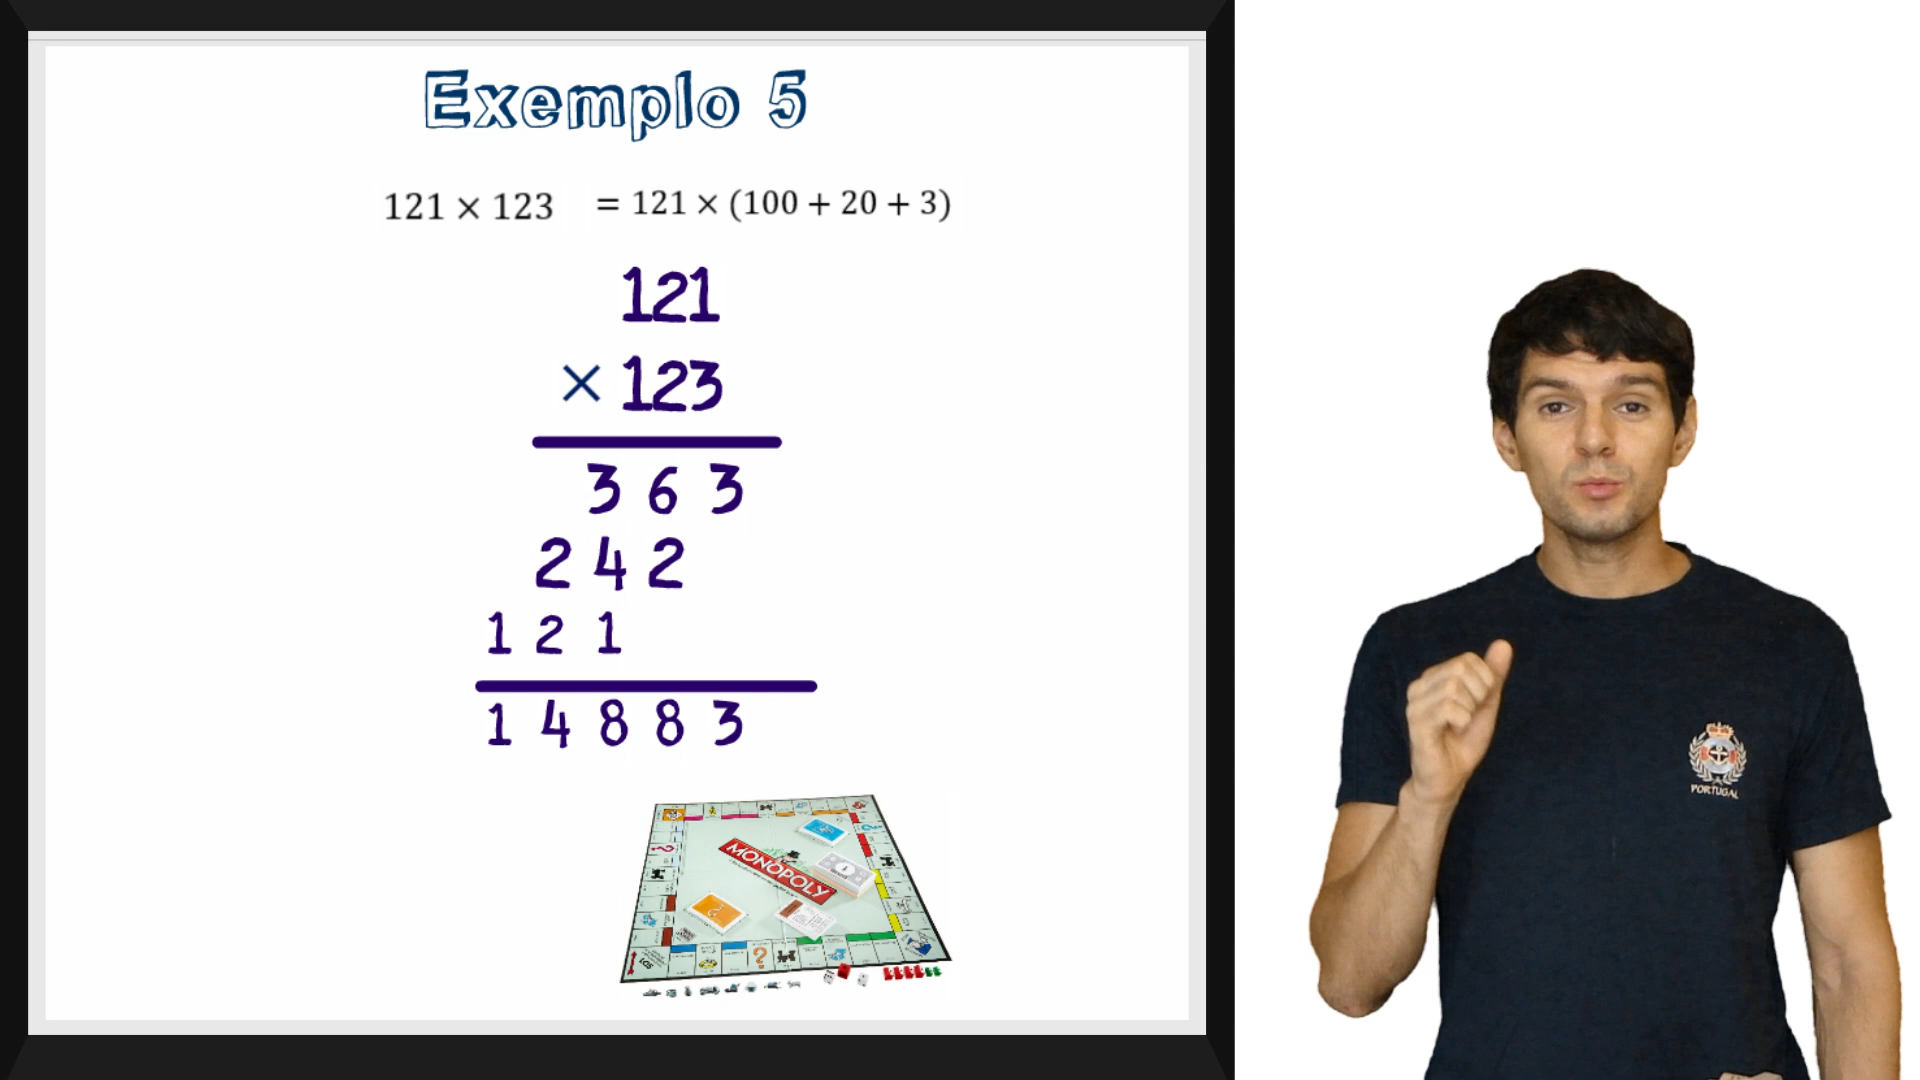 Exemplo 5
121 × 123 = 121 × (100 + 20 + 3)
121
× 123
3 6 3
2 4 2
1 2 1
1 4 8 8 3
MONOPOLY
LOS
PORTUGAL